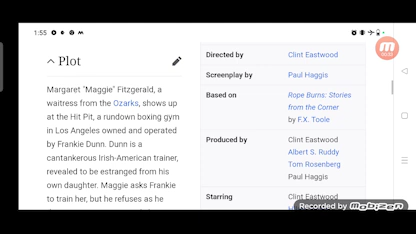 1:55
Plot
Margaret "Maggie" Fitzgerald, a
waitress from the Ozarks, shows up
at the Hit Pit, a rundown boxing gym
in Los Angeles owned and operated
by Frankie Dunn. Dunn is a
cantankerous Irish-American trainer,
revealed to be estranged from his
own daughter. Maggie asks Frankie
to train her, but he refuses as he
Directed by Clint Eastwood
Screenplay by Paul Haggis
Based on Rope Burns: Stories
from the Corner
by F.X. Toole
Produced by Clint Eastwood
Albert S. Ruddy
Tom Rosenberg
Paul Haggis
Starring Clint Eastwood
Recorded by Mobizen